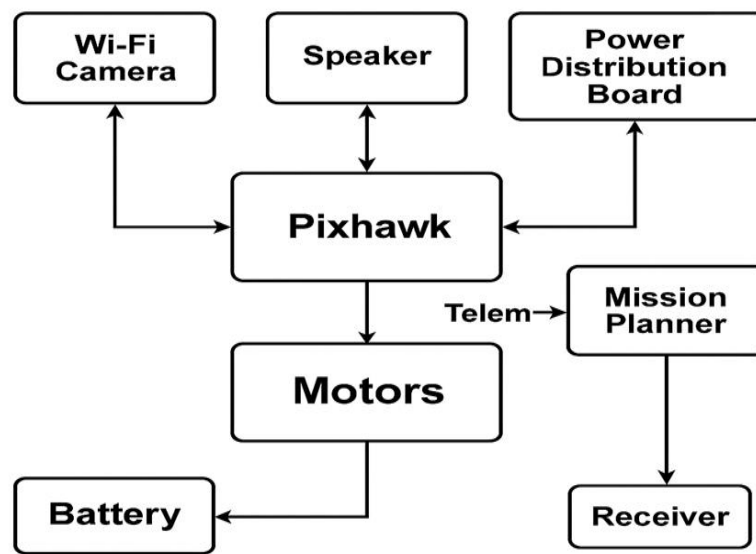 Wi-Fi
Camera
Speaker
Power
Distribution
Board
Pixhawk
Telem
Mission
Planner
Motors
Battery
Receiver